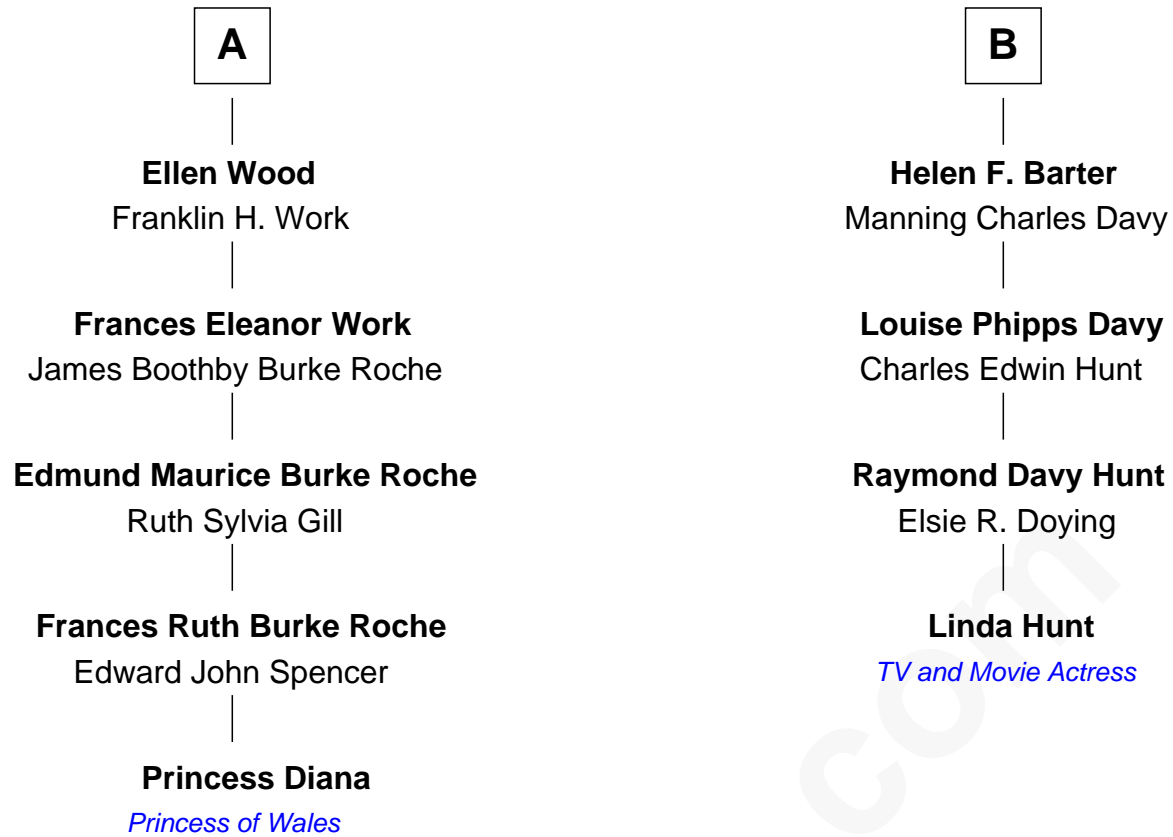 A
Ellen Wood
Franklin H. Work
Frances Eleanor Work
James Boothby Burke Roche
Edmund Maurice Burke Roche
Ruth Sylvia Gill
Frances Ruth Burke Roche
Edward John Spencer
Princess Diana
Princess of Wales
B
Helen F. Barter
Manning Charles Davy
Louise Phipps Davy
Charles Edwin Hunt
Raymond Davy Hunt
Elsie R. Doying
Linda Hunt
TV and Movie Actress
com